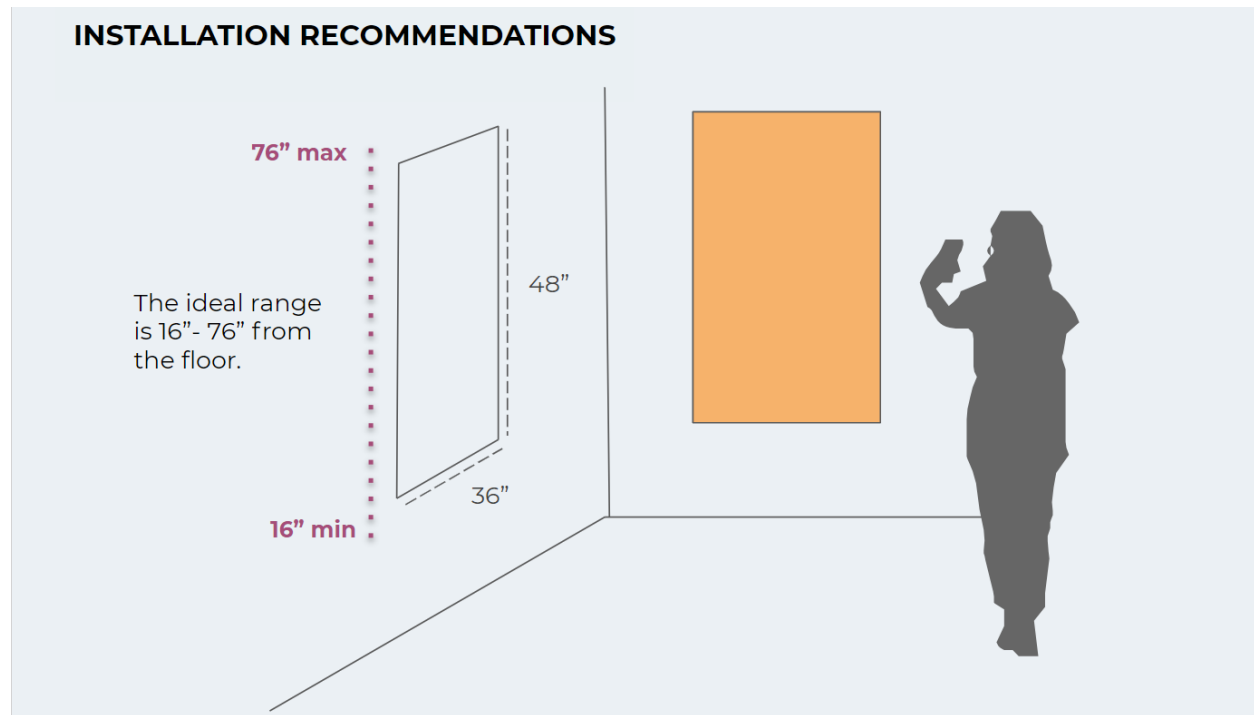 INSTALLATION RECOMMENDATIONS
76” max
48”
The ideal range
is 16”- 76” from
the floor.
36”
16” min